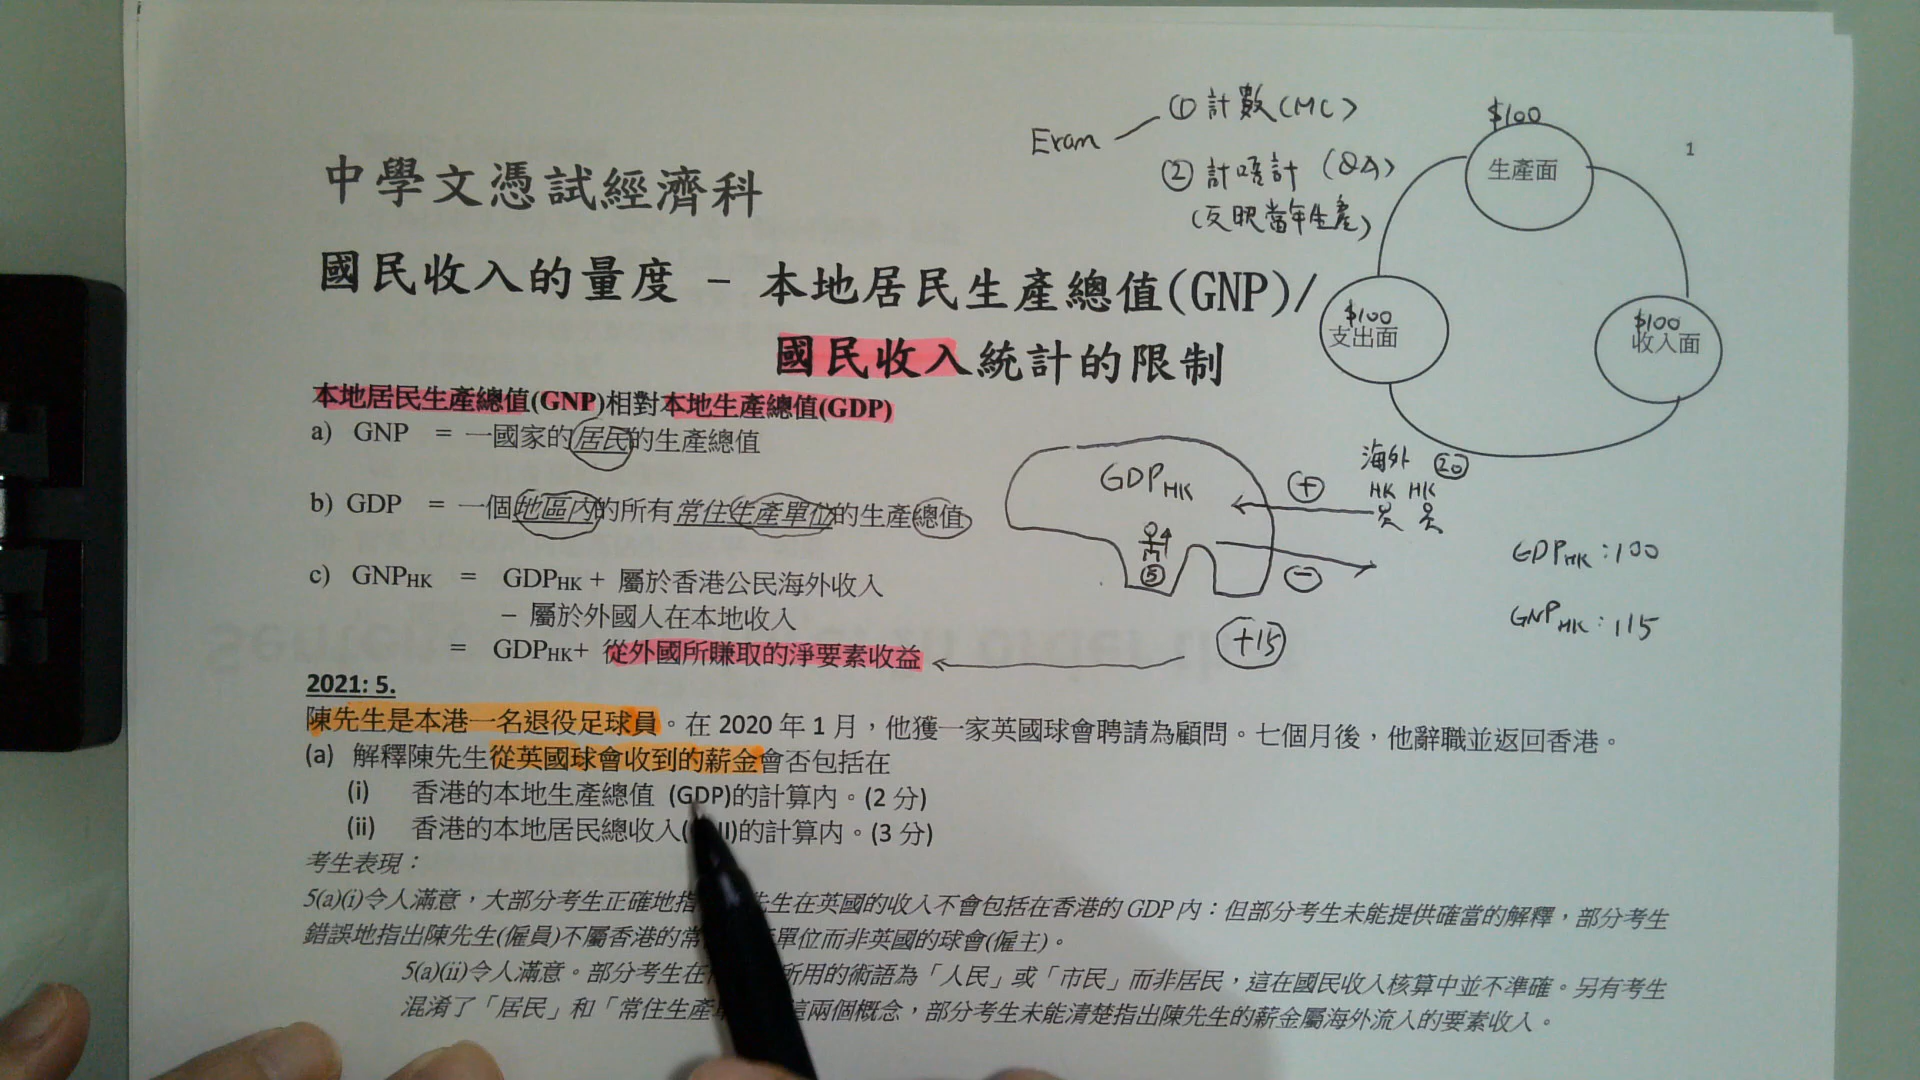 Exam
① 計數(MC)
② 計唔計 (Q&A)
(反映當年生產)
$100
生產面
1
$100
支出面
$100
收入面
中學文憑試經濟科
國民收入的量度 – 本地居民生產總值(GNP)/
國民收入統計的限制
本地居民生產總值(GNP)相對本地生產總值(GDP)
a) GNP = 一國家的居民的生產總值
b) GDP = 一個地區內的所有常住生產單位的生產總值
c) GNPHK = GDPHK + 屬於香港公民海外收入
– 屬於外國人在本地收入
= GDPHK+ 從外國所賺取的淨要素收益
GDPHK
海外 20
HK HK
+
–
5
+15
GDPHK:100
GNPHK:115
2021: 5.
陳先生是本港一名退役足球員。在 2020 年 1 月，他獲一家英國球會聘請為顧問。七個月後，他辭職並返回香港。
(a) 解釋陳先生從英國球會收到的薪金會否包括在
(i) 香港的本地生產總值 (GDP)的計算內。(2 分)
(ii) 香港的本地居民總收入( I)的計算內。(3 分)
考生表現：
5(a)(i)令人滿意，大部分考生正確地指 先生在英國的收入不會包括在香港的 GDP 內：但部分考生未能提供確當的解釋，部分考生
錯誤地指出陳先生(僱員)不屬香港的常 單位而非英國的球會(僱主)。
5(a)(ii)令人滿意。部分考生在 所用的術語為「人民」或「市民」而非居民，這在國民收入核算中並不準確。另有考生
混淆了「居民」和「常住生產 這兩個概念，部分考生未能清楚指出陳先生的薪金屬海外流入的要素收入。